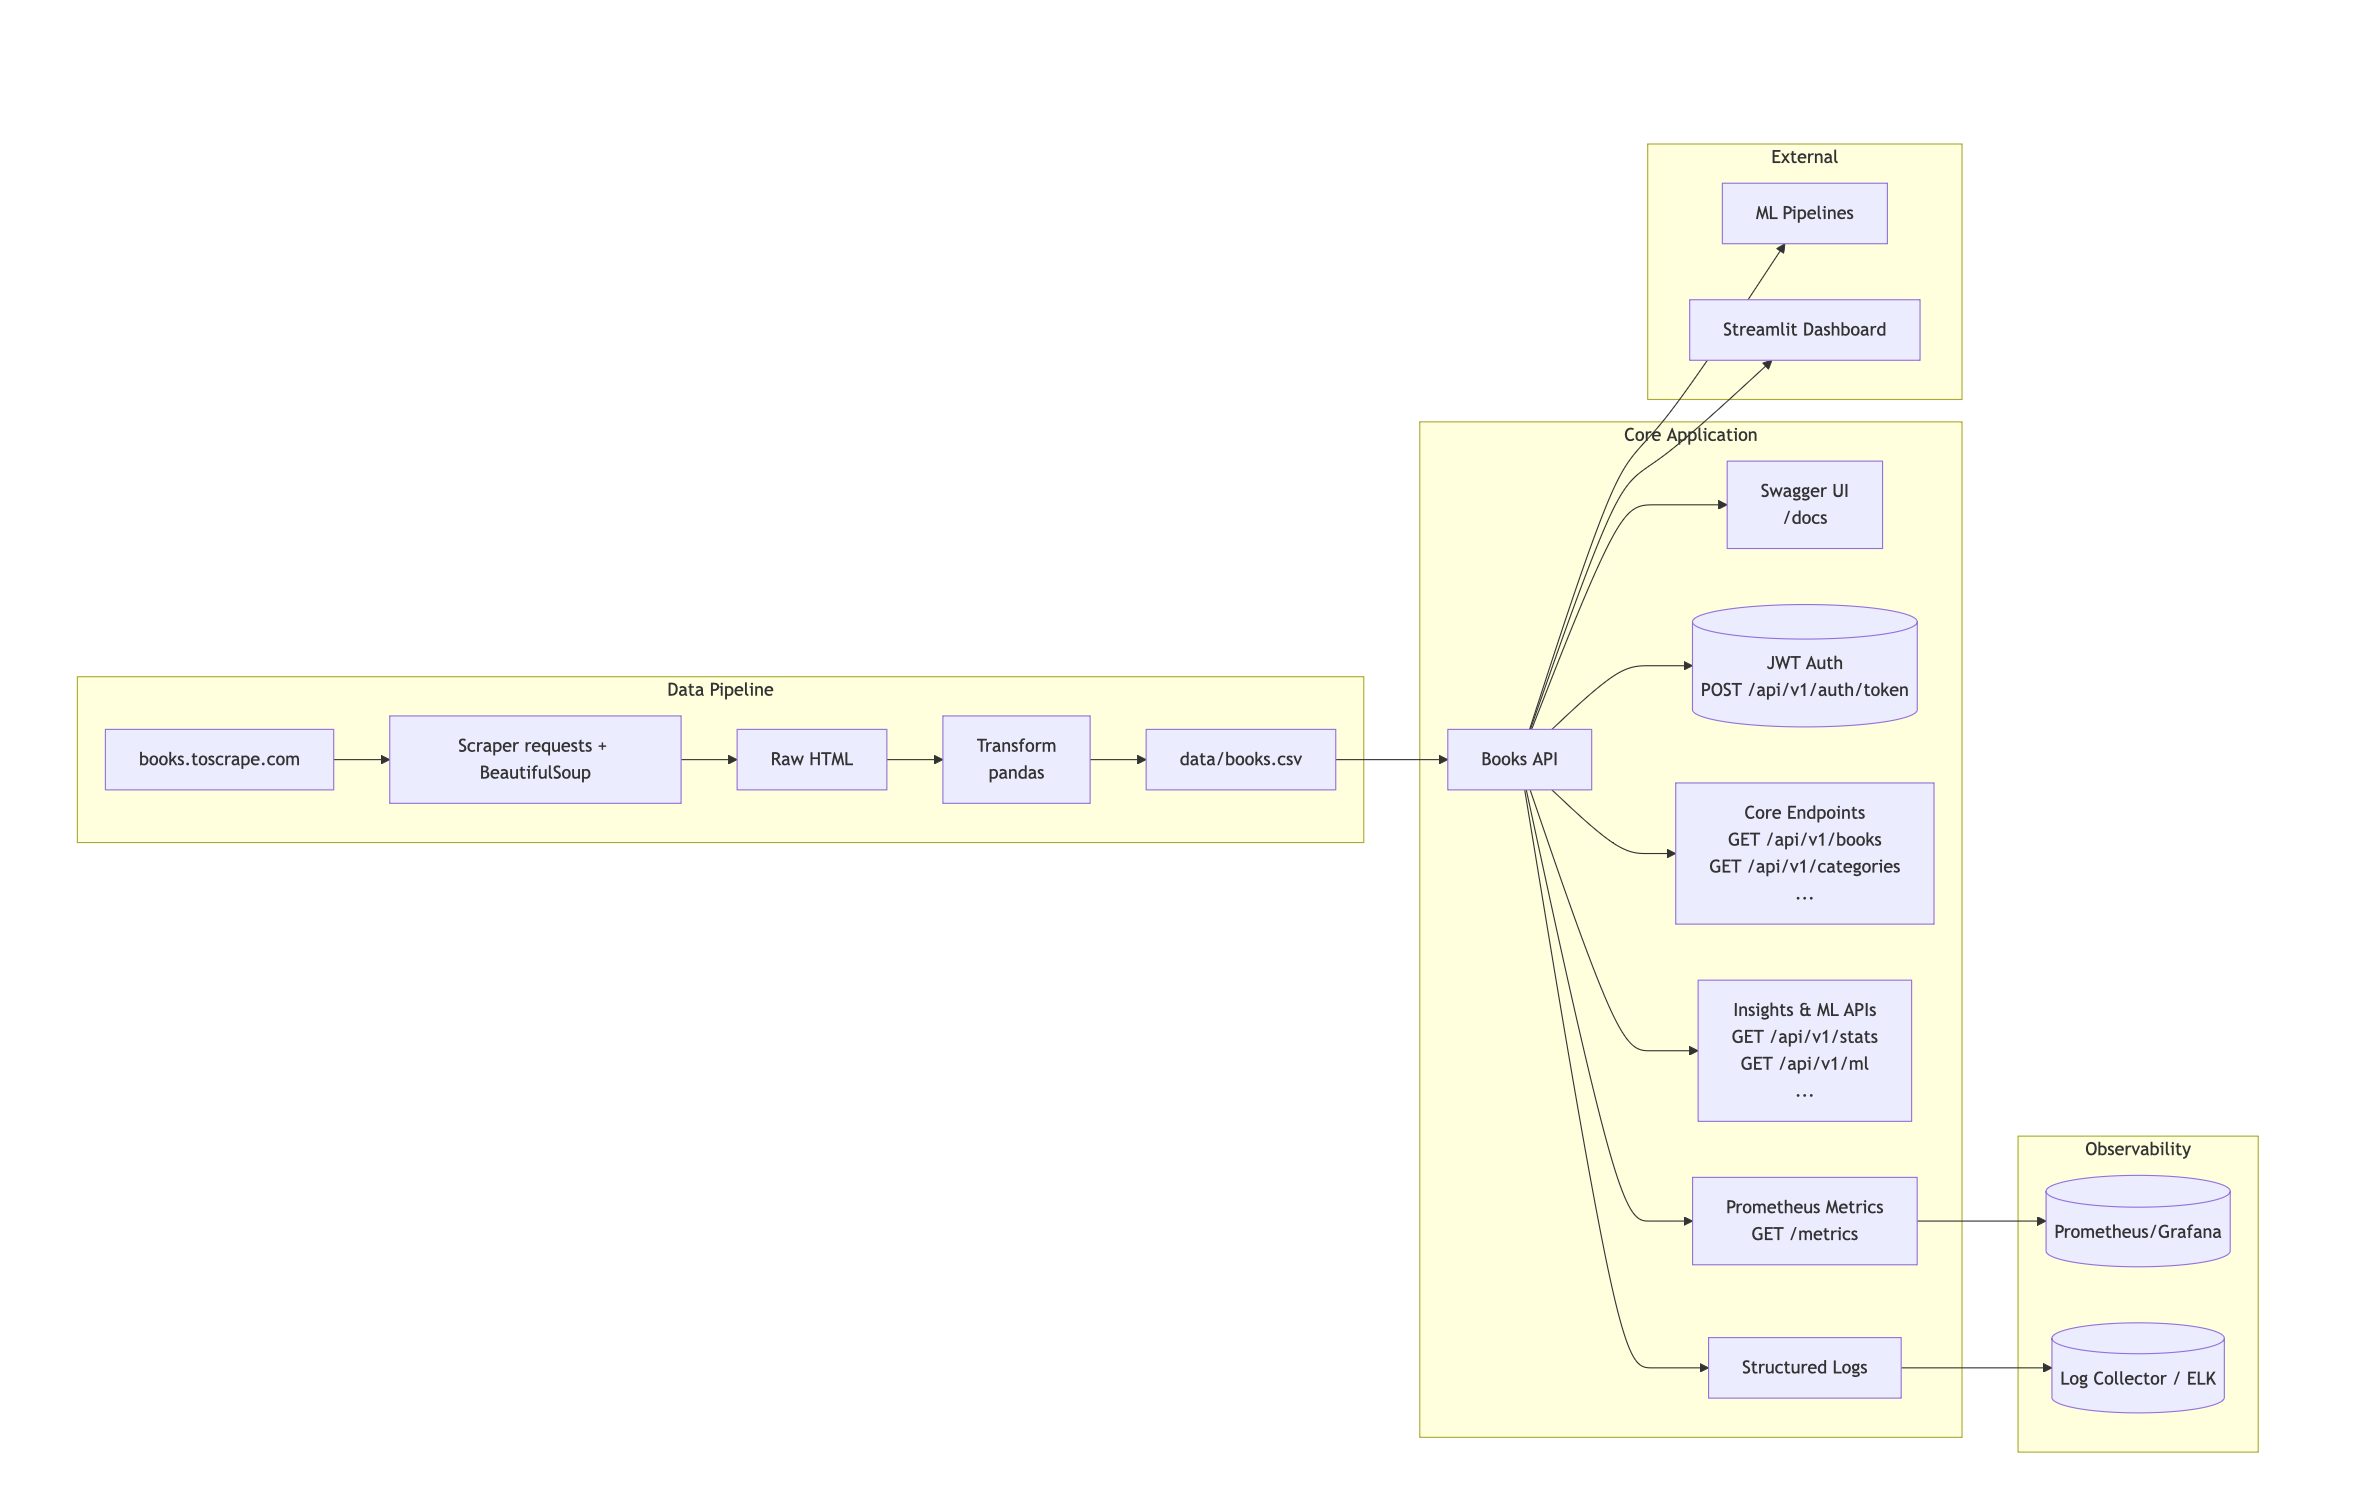 External
ML Pipelines
Streamlit Dashboard
Core Application
Swagger UI
/docs
JWT Auth
POST /api/v1/auth/token
Data Pipeline
books.toscrape.com
Scraper requests +
BeautifulSoup
Raw HTML
Transform
pandas
data/books.csv
Books API
Core Endpoints
GET /api/v1/books
GET /api/v1/categories
...
Insights & ML APIs
GET /api/v1/stats
GET /api/v1/ml
...
Prometheus Metrics
GET /metrics
Structured Logs
Observability
Prometheus/Grafana
Log Collector / ELK